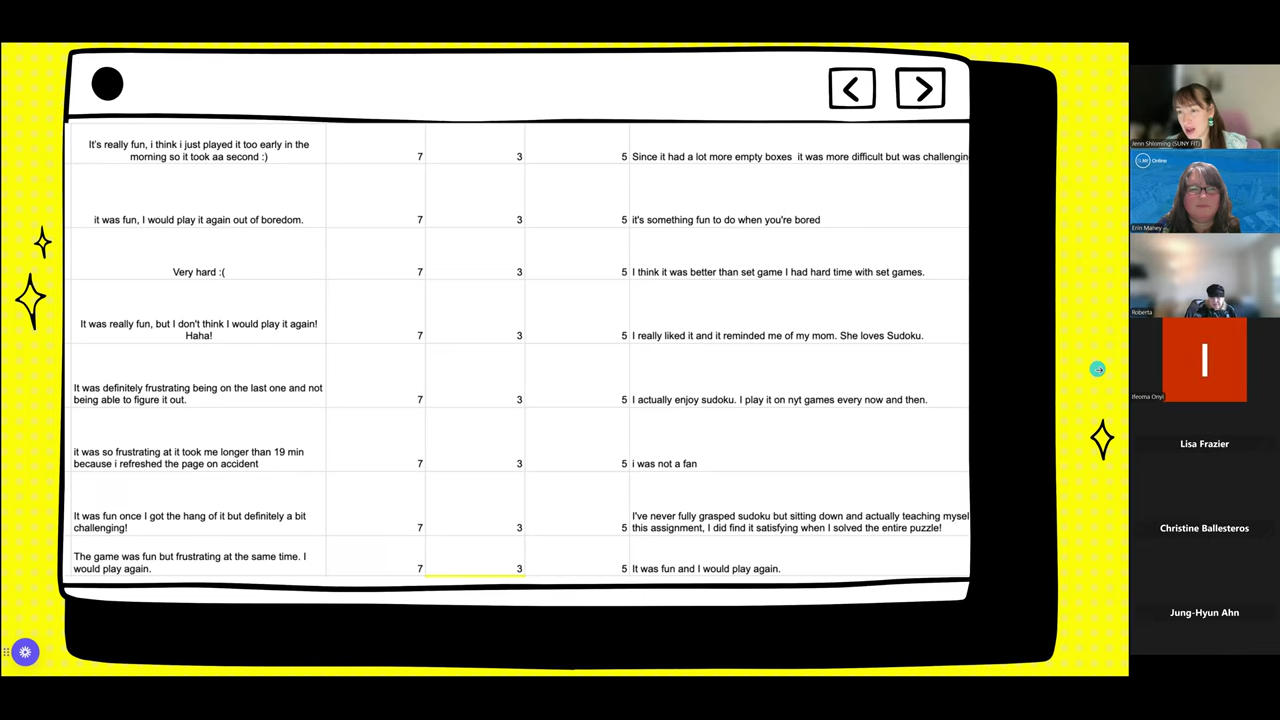 It's really fun, i think i just played it too early in the
morning so it took aa second :)
7
3
5
Since it had a lot more empty boxes it was more difficult but was challengin
it was fun, I would play it again out of boredom.
7
3
5
it's something fun to do when you're bored
Very hard :(
7
3
5
I think it was better than set game I had hard time with set games.
It was really fun, but I don't think I would play it again!
Haha!
7
3
5
I really liked it and it reminded me of my mom. She loves Sudoku.
It was definitely frustrating being on the last one and not
being able to figure it out.
7
3
5
I actually enjoy sudoku. I play it on nyt games every now and then.
it was so frustrating at it took me longer than 19 min
because i refreshed the page on accident
7
3
5
i was not a fan
It was fun once I got the hang of it but definitely a bit
challenging!
7
3
5
I've never fully grasped sudoku but sitting down and actually teaching mysel
this assignment, I did find it satisfying when I solved the entire puzzle!
The game was fun but frustrating at the same time. I
would play again.
7
3
5
It was fun and I would play again.
Jenn Shloming (SUNY FIT)
Online
Erin Mahey
Roberta
I
Ifeoma Onyi
Lisa Frazier
Christine Ballesteros
Jung-Hyun Ahn